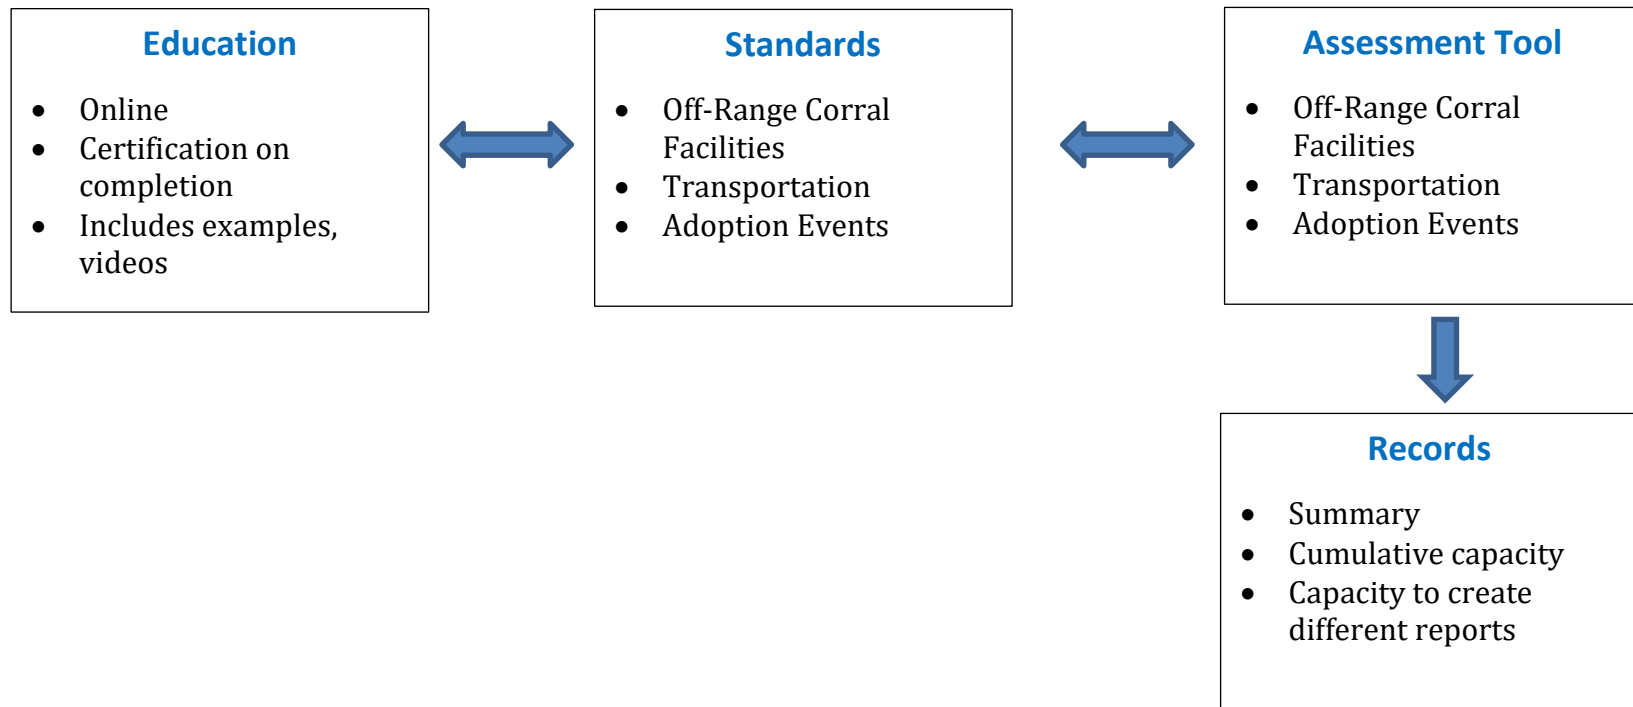 Education
• Online
• Certification on
completion
• Includes examples,
videos
Standards
• Off-Range Corral
Facilities
• Transportation
• Adoption Events
Assessment Tool
• Off-Range Corral
Facilities
• Transportation
• Adoption Events
Records
• Summary
• Cumulative capacity
• Capacity to create
different reports